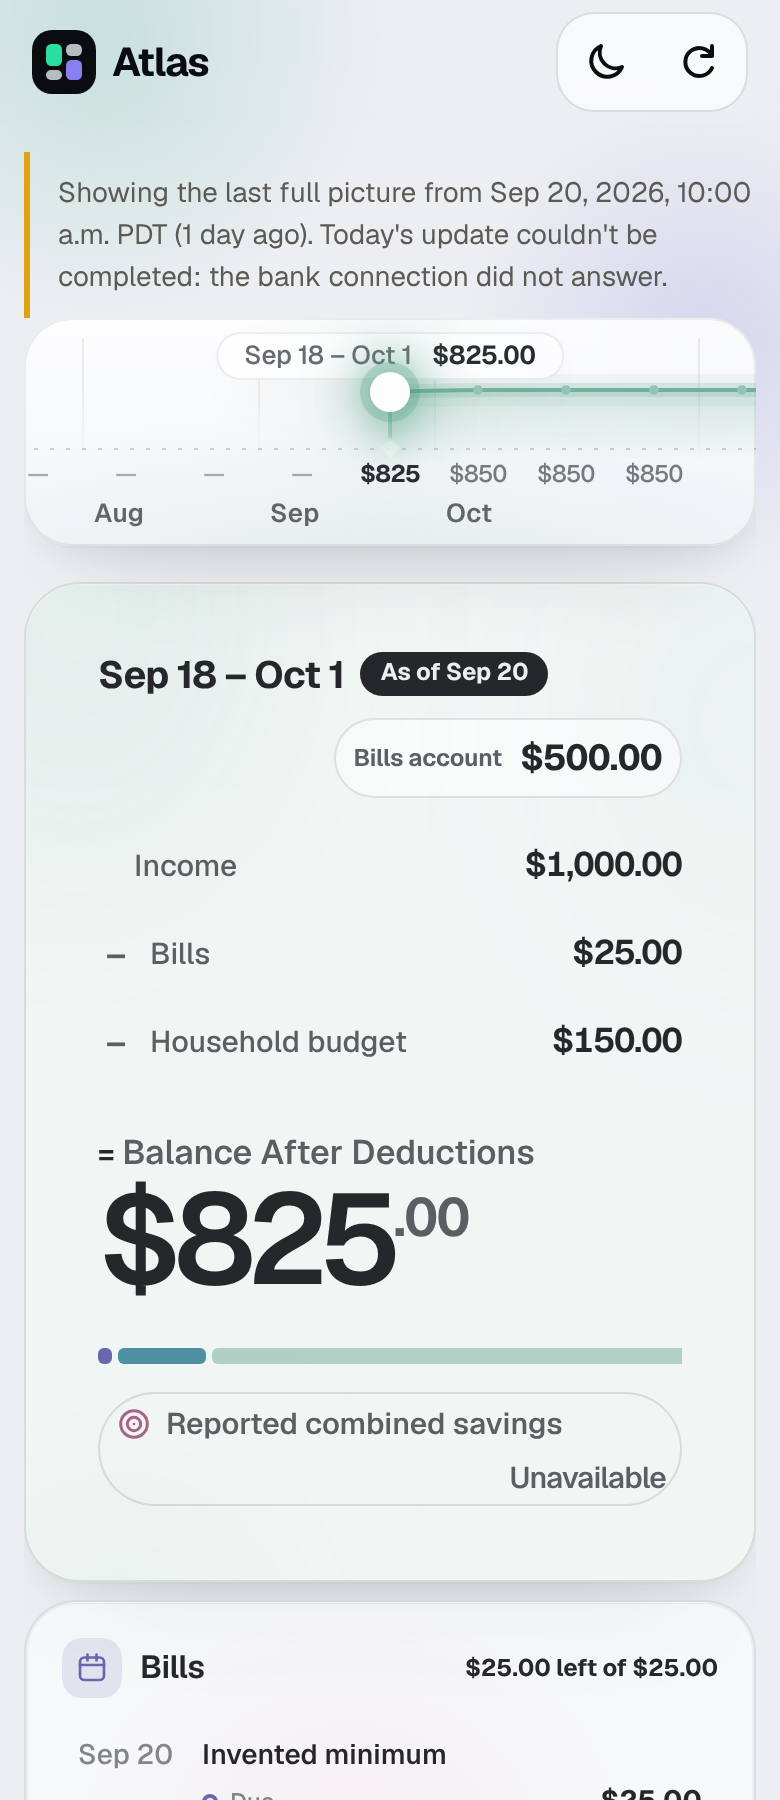 Atlas
Showing the last full picture from Sep 20, 2026, 10:00
a.m. PDT (1 day ago). Today's update couldn't be
completed: the bank connection did not answer.
Sep 18 – Oct 1 $825.00
— — — — $825 $850 $850 $850
Aug Sep Oct
Sep 18 – Oct 1 As of Sep 20
Bills account $500.00
Income $1,000.00
– Bills $25.00
– Household budget $150.00
= Balance After Deductions
$825.00
Reported combined savings
Unavailable
Bills $25.00 left of $25.00
Sep 20 Invented minimum
Due $25.00